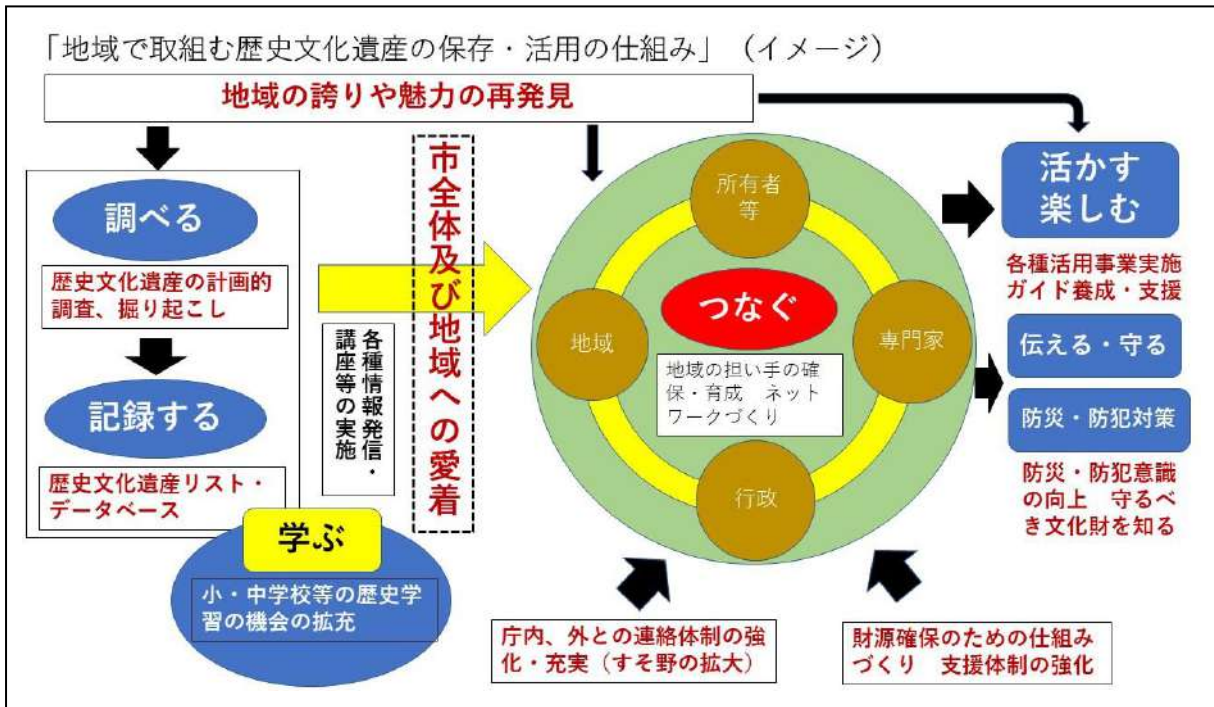 「地域で取組む歴史文化遺産の保存・活用の仕組み」（イメージ）
地域の誇りや魅力の再発見
調べる
歴史文化遺産の計画的
調査、掘り起こし
記録する
歴史文化遺産リスト・
データベース
学ぶ
小・中学校等の歴史学
習の機会の拡充
各種情報発信・
講座等の実施
市全体及び地域への愛着
所有者
等
地域
つなぐ
専門家
地域の担い手の確
保・育成　ネット
ワークづくり
行政
活かす
楽しむ
各種活用事業実施
ガイド養成・支援
伝える・守る
防災・防犯対策
防災・防犯意識
の向上　守るべ
き文化財を知る
庁内、外との連絡体制の強
化・充実（すそ野の拡大）
財源確保のための仕組み
づくり　支援体制の強化